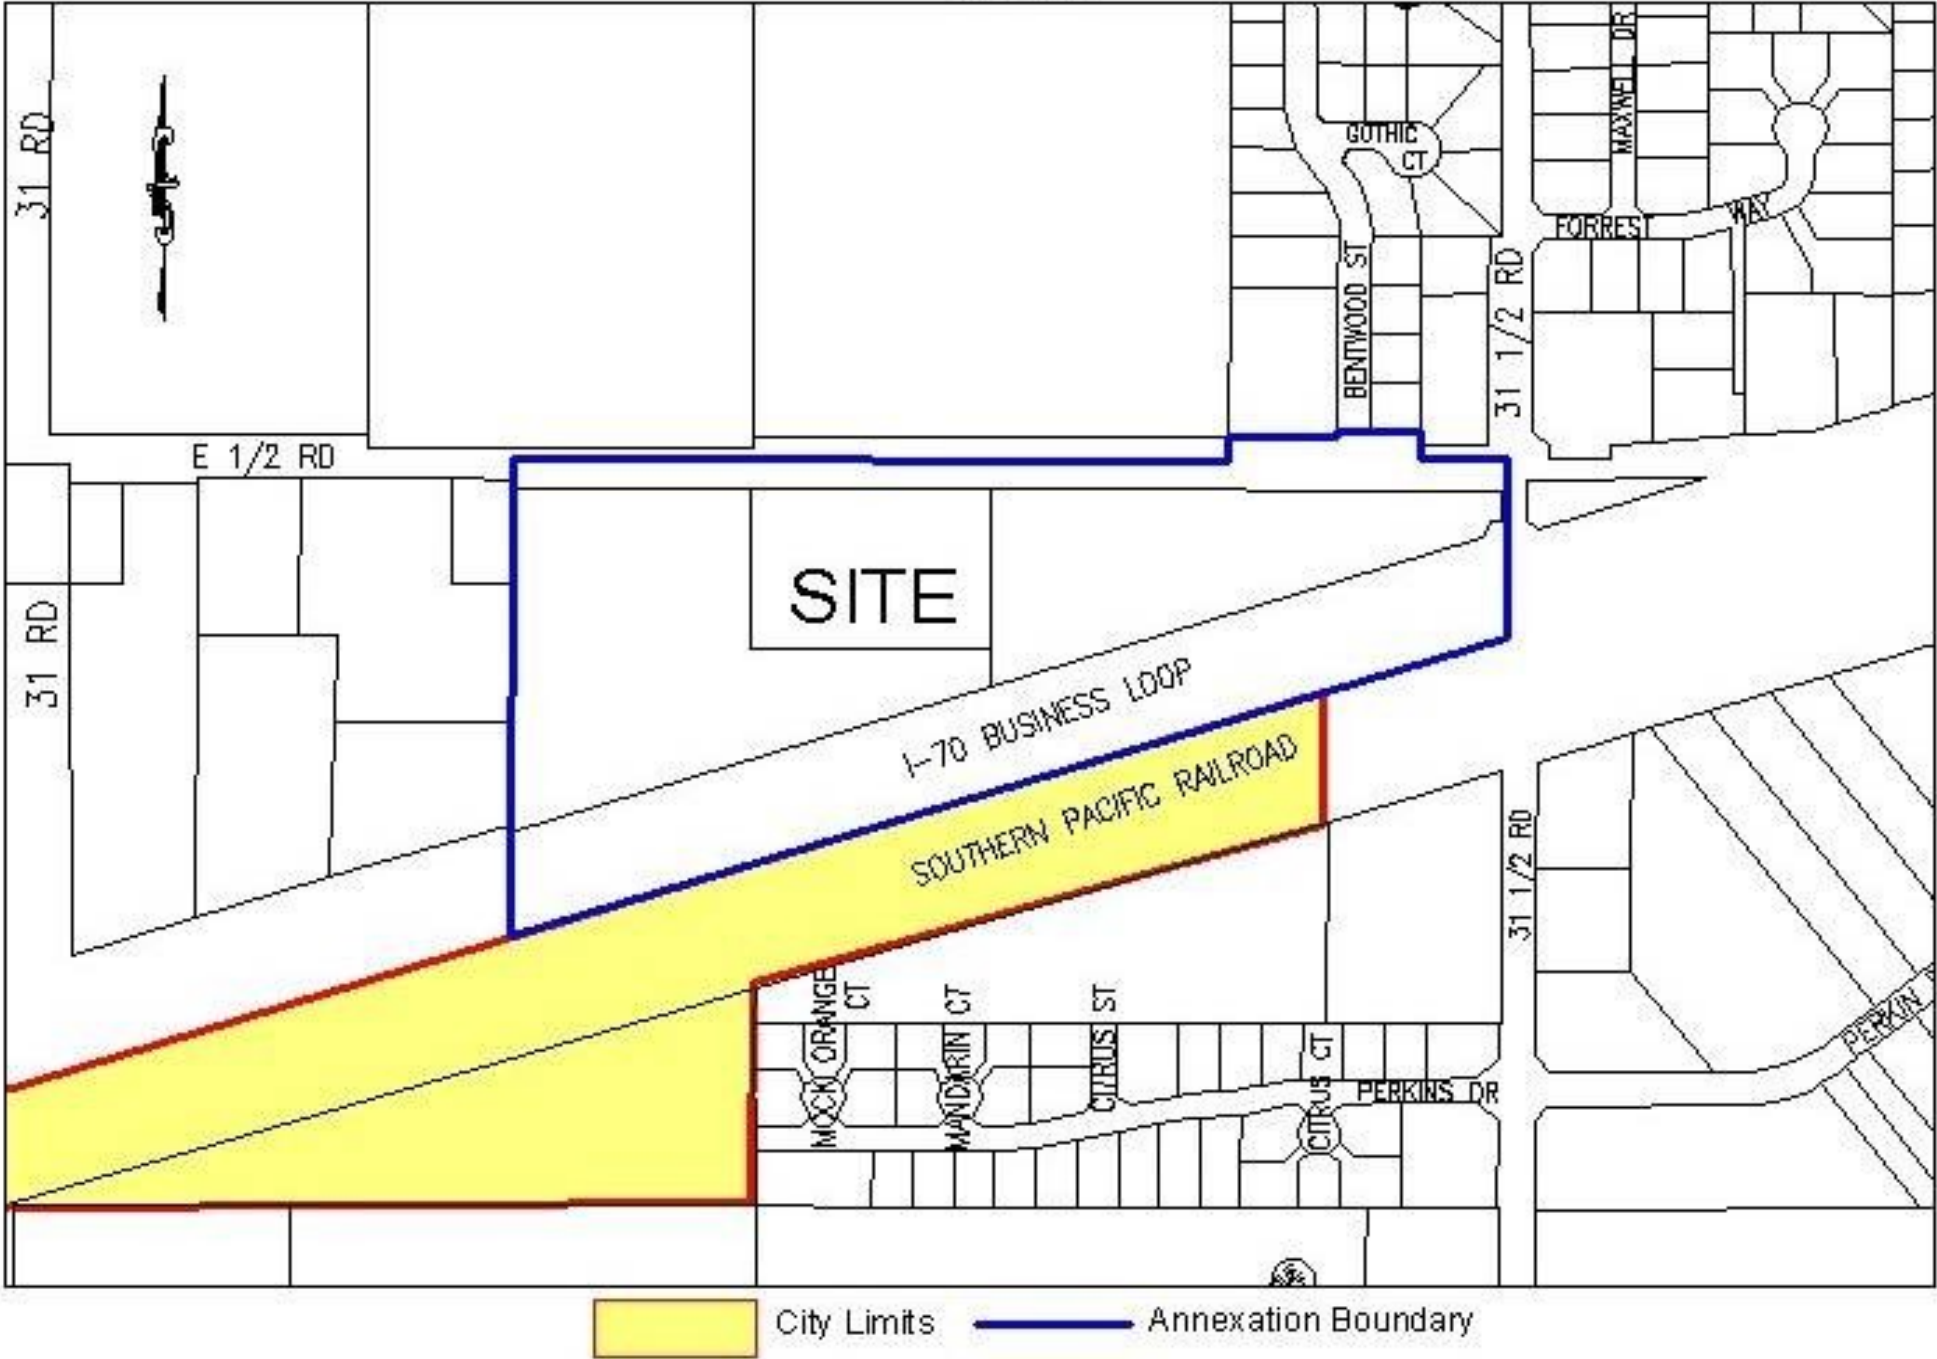 31 RD
GOTHIC
CT
MAXWEL DR
FORREST
WAY
BENTWOOD ST
31 1/2 RD
E 1/2 RD
SITE
31 RD
I-70 BUSINESS LOOP
SOUTHERN PACIFIC RAILROAD
31 1/2 RD
MOCK ORANGE
CT
MANDARIN CT
CITRUS ST
CITRUS CT
PERKINS DR
PERKIN
City Limits
Annexation Boundary